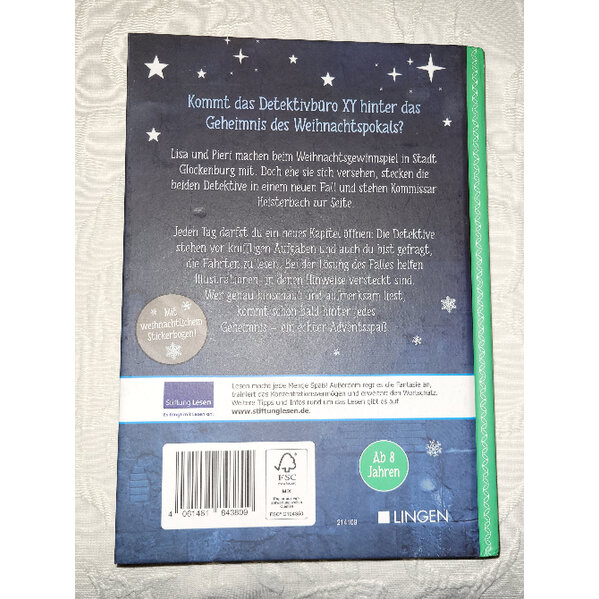 Kommt das Detektivbüro XY hinter das
Geheimnis des Weihnachtspokals?
Lisa und Pieri machen beim Weihnachtsgewinnspiel in Stadt
Glockenburg mit. Doch ehe sie sich versehen, stecken die
beiden Detektive in einem neuen Fall und stehen Kommissar
Heisterbach zur Seite.
Jeden Tag darfst du ein neues Kapitel öffnen: Die Detektive
stehen vor kniffligen Aufgaben und auch du bist gefragt,
die Fährten zu lesen. Bei der Lösung des Falles helfen
Illustrationen, in denen Hinweise versteckt sind.
Wer genau hinschaut und aufmerksam liest,
kommt schon bald hinter jedes
Geheimnis – ein echter Adventsspaß
Mit
weihnachtlichem
Stickerbogen!
Stiftung Lesen
Lesen macht jede Menge Spaß! Außerdem regt es die Fantasie an,
trainiert das Konzentrationsvermögen und erweitert den Wortschatz.
Weitere Tipps und Infos rund um das Lesen gibt es auf
www.stiftunglesen.de.
FSC
MIX
Ab 8
Jahren
214109
LINGEN